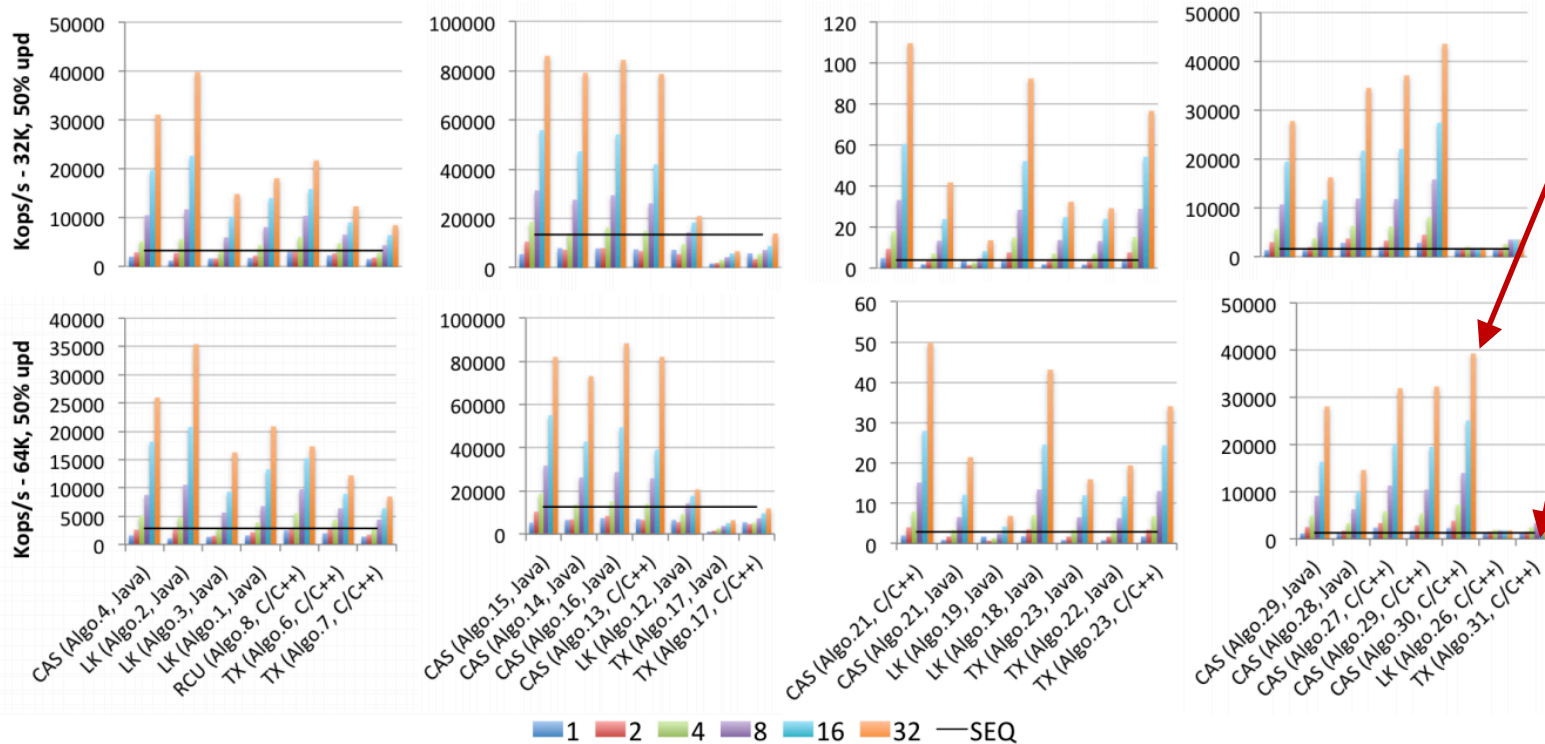 Kops/s - 32K, 50% upd
50000
40000
30000
20000
10000
0
100000
80000
60000
40000
20000
0
120
100
80
60
40
20
0
50000
40000
30000
20000
10000
0
Kops/s - 64K, 50% upd
40000
35000
30000
25000
20000
15000
10000
5000
0
100000
80000
60000
40000
20000
0
60
50
40
30
20
10
0
50000
40000
30000
20000
10000
0
CAS (Algo.4, Java)
LK (Algo.2, Java)
LK (Algo.3, Java)
LK (Algo.1, Java)
RCU (Algo.8, C/C++)
TX (Algo.6, C/C++)
TX (Algo.7, C/C++)
CAS (Algo.15, Java)
CAS (Algo.14, Java)
CAS (Algo.16, Java)
CAS (Algo.13, C/C++)
LK (Algo.12, Java)
TX (Algo.17, Java)
TX (Algo.17, C/C++)
CAS (Algo.21, C/C++)
CAS (Algo.21, Java)
LK (Algo.19, Java)
LK (Algo.18, Java)
TX (Algo.23, Java)
TX (Algo.22, Java)
TX (Algo.23, C/C++)
CAS (Algo.29, Java)
CAS (Algo.28, Java)
CAS (Algo.27, C/C++)
CAS (Algo.29, C/C++)
CAS (Algo.30, C/C++)
LK (Algo.26, C/C++)
TX (Algo.31, C/C++)
1 2 4 8 16 32 SEQ